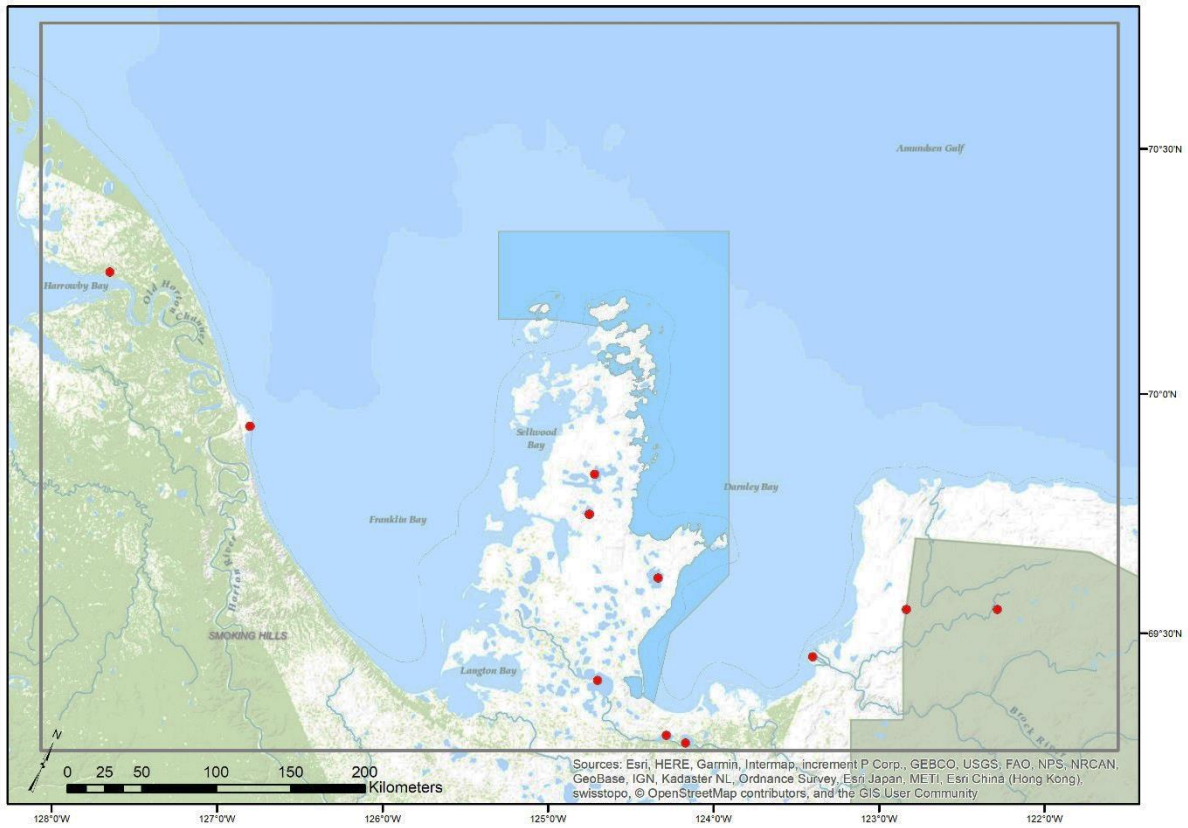 Amundsen Gulf
70°30'N
Harrowby Bay
Old Horton Channel
70°0'N
Sellwood
Bay
Darnley Bay
Franklin Bay
Horton River
SMOKING HILLS
69°30'N
Langton Bay
Brock River
N
0 25 50 100 150 200
Kilometers
Sources: Esri, HERE, Garmin, Intermap, increment P Corp., GEBCO, USGS, FAO, NPS, NRCAN,
GeoBase, IGN, Kadaster NL, Ordnance Survey, Esri Japan, METI, Esri China (Hong Kong),
swisstopo, © OpenStreetMap contributors, and the GIS User Community
128°0'W 127°0'W 126°0'W 125°0'W 124°0'W 123°0'W 122°0'W